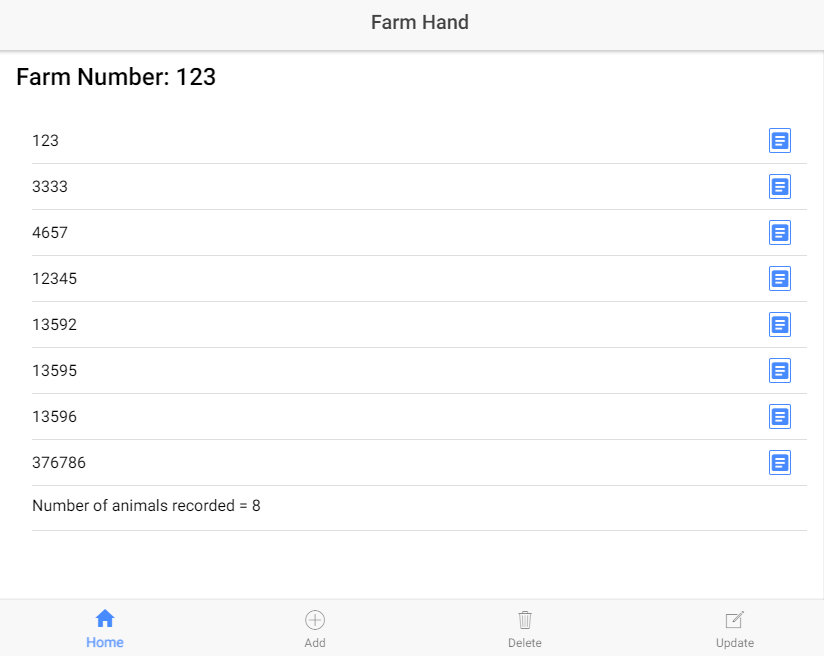 Farm Hand
Farm Number: 123
123
3333
4657
12345
13592
13595
13596
376786
Number of animals recorded = 8
Home
Add
Delete
Update